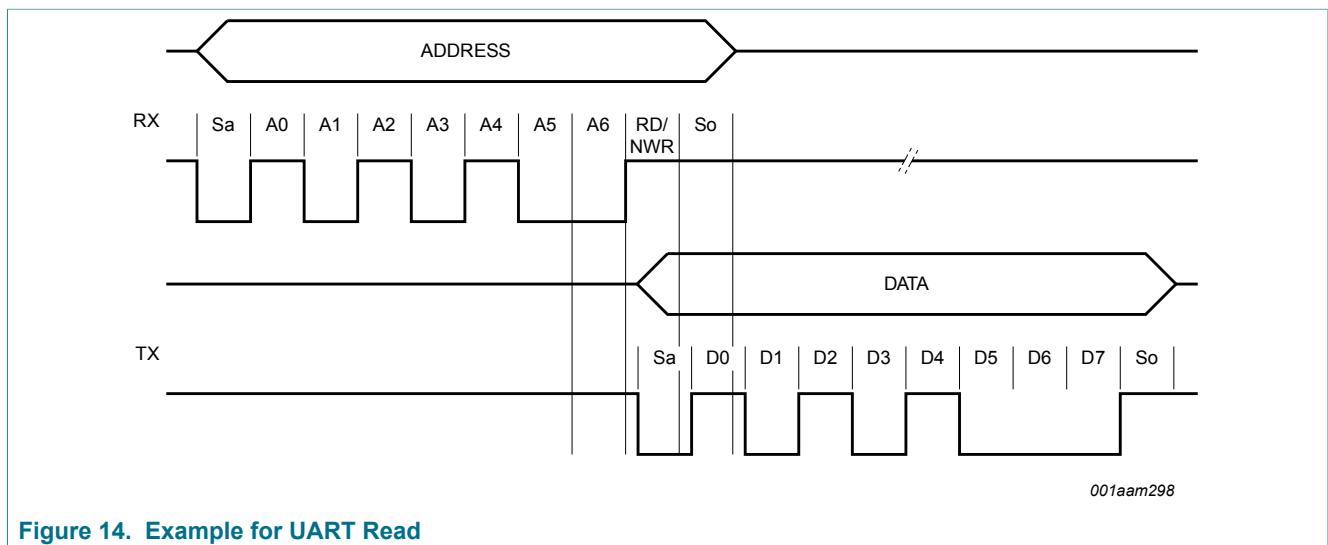 ADDRESS
RX Sa A0 A1 A2 A3 A4 A5 A6 RD/ So
NWR
DATA
TX Sa D0 D1 D2 D3 D4 D5 D6 D7 So
001aam298
Figure 14. Example for UART Read